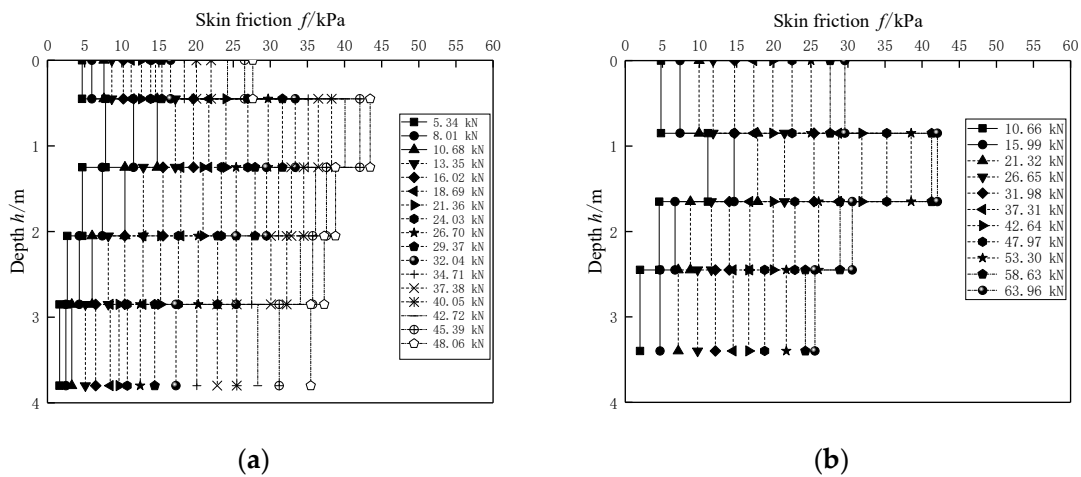 Skin friction f/kPa
0 5 10 15 20 25 30 35 40 45 50 55 60
0
1
2
3
4
Depth h/m
5.34 kN
8.01 kN
10.68 kN
13.35 kN
16.02 kN
18.69 kN
21.36 kN
24.03 kN
26.70 kN
29.37 kN
32.04 kN
34.71 kN
37.38 kN
40.05 kN
42.72 kN
45.39 kN
48.06 kN
(a)
Skin friction f/kPa
0 5 10 15 20 25 30 35 40 45 50 55 60
0
1
2
3
4
Depth h/m
10.66 kN
15.99 kN
21.32 kN
26.65 kN
31.98 kN
37.31 kN
42.64 kN
47.97 kN
53.30 kN
58.63 kN
63.96 kN
(b)